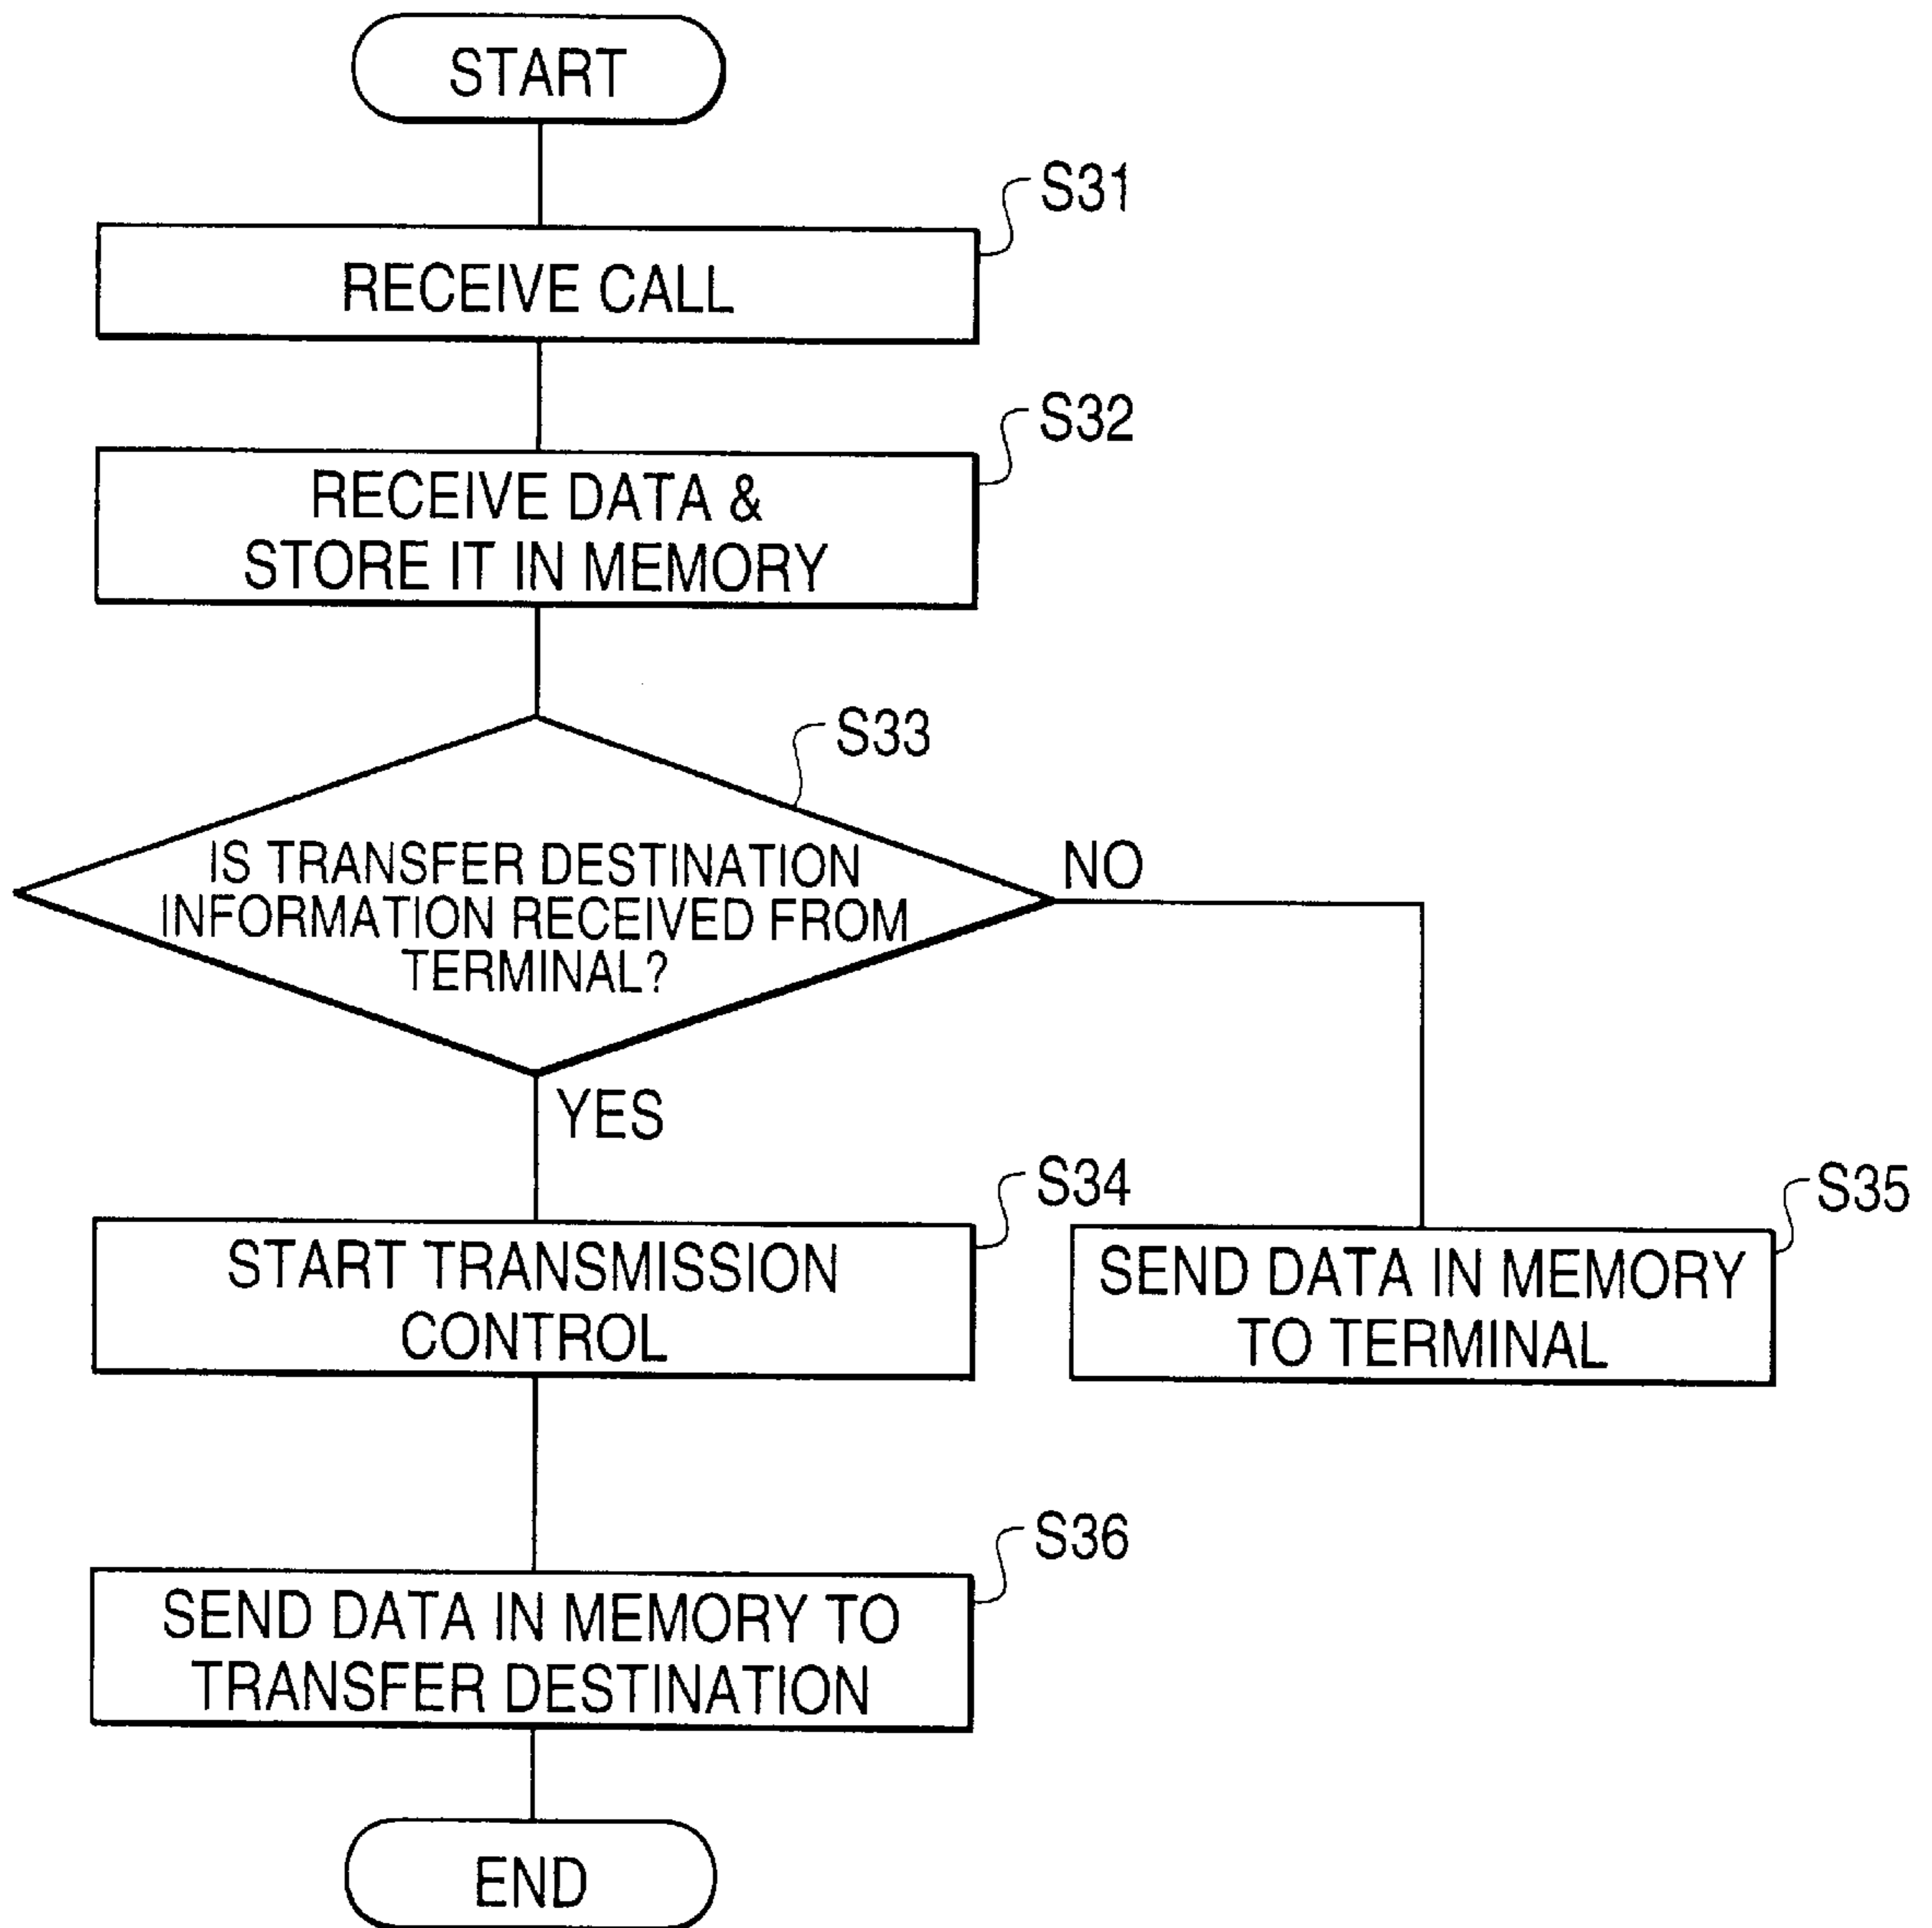 START
S31
RECEIVE CALL
S32
RECEIVE DATA &
STORE IT IN MEMORY
S33
IS TRANSFER DESTINATION
INFORMATION RECEIVED FROM
TERMINAL?
NO
YES
S34
START TRANSMISSION
CONTROL
S35
SEND DATA IN MEMORY
TO TERMINAL
S36
SEND DATA IN MEMORY TO
TRANSFER DESTINATION
END